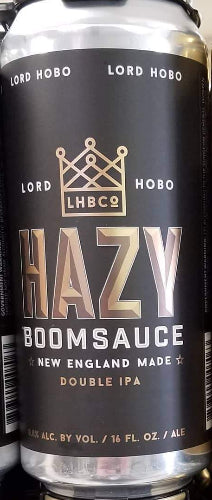 LORD HOBO LORD HOBO
LORD HOBO
LHBCo
HAZY
BOOMSAUCE
NEW ENGLAND MADE
DOUBLE IPA
ALC. BY VOL. / 16 FL. OZ. / ALE